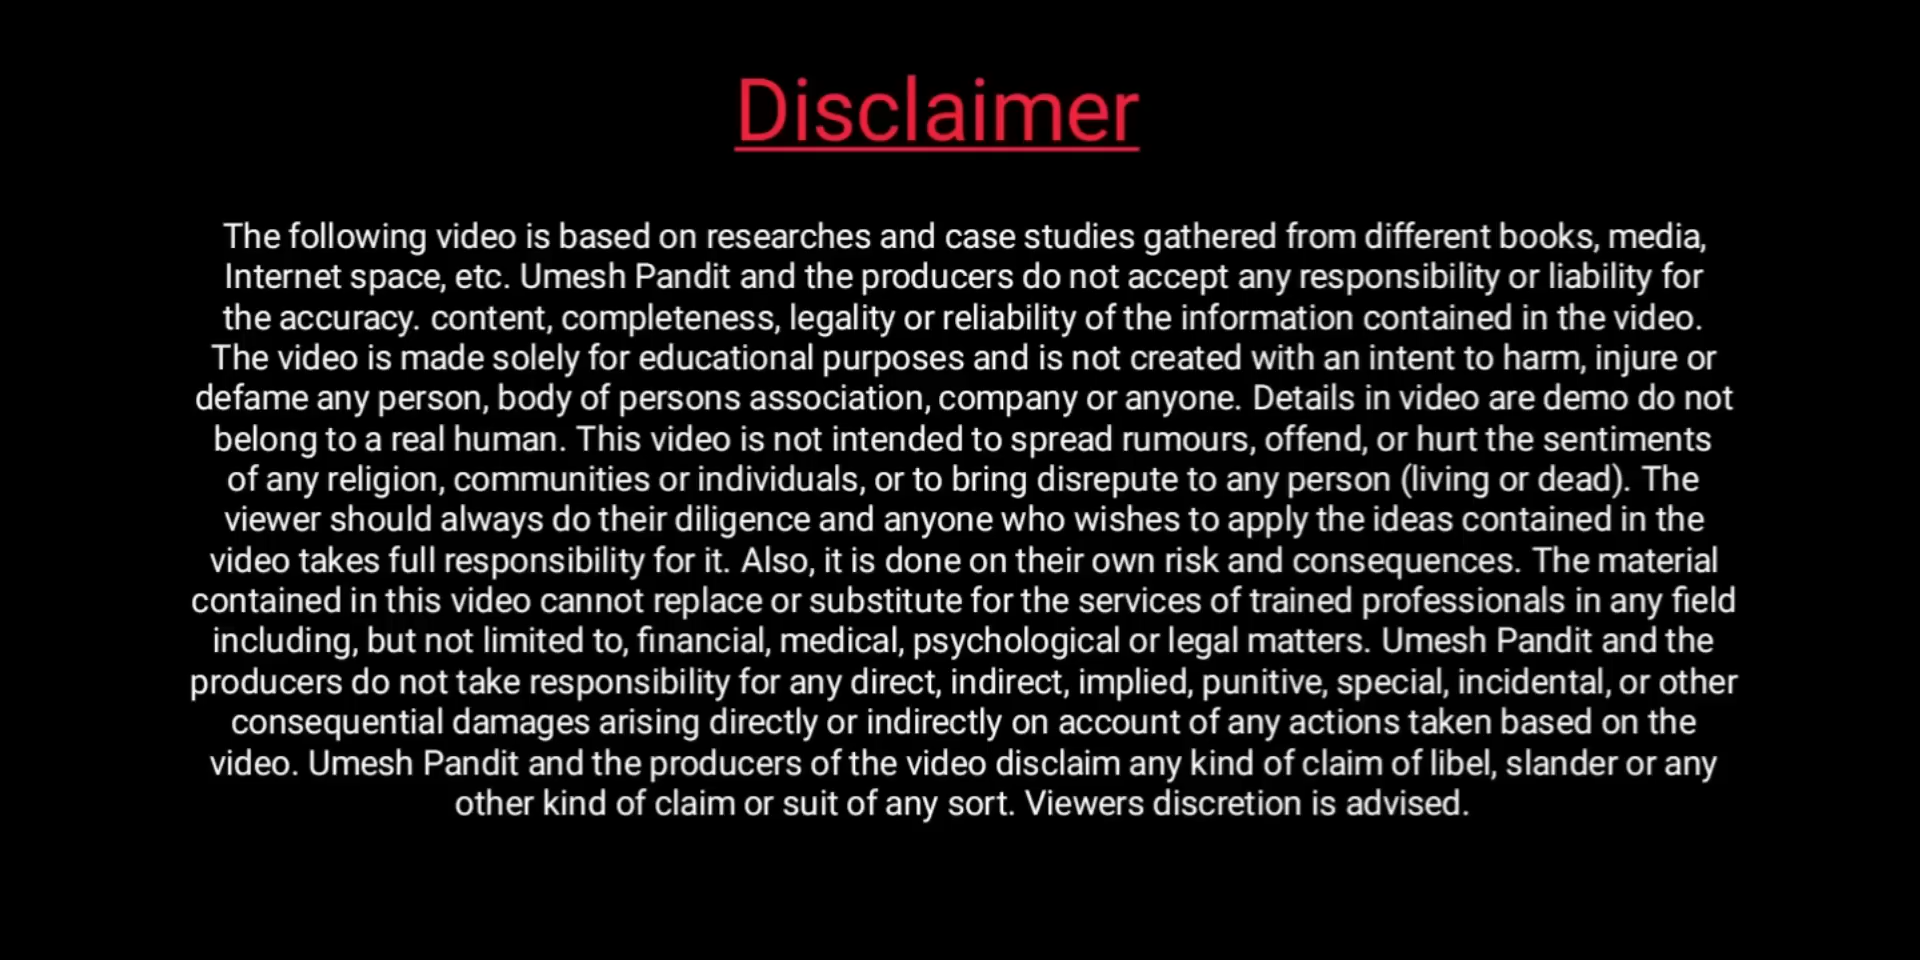 Disclaimer
The following video is based on researches and case studies gathered from different books, media,
Internet space, etc. Umesh Pandit and the producers do not accept any responsibility or liability for
the accuracy. content, completeness, legality or reliability of the information contained in the video.
The video is made solely for educational purposes and is not created with an intent to harm, injure or
defame any person, body of persons association, company or anyone. Details in video are demo do not
belong to a real human. This video is not intended to spread rumours, offend, or hurt the sentiments
of any religion, communities or individuals, or to bring disrepute to any person (living or dead). The
viewer should always do their diligence and anyone who wishes to apply the ideas contained in the
video takes full responsibility for it. Also, it is done on their own risk and consequences. The material
contained in this video cannot replace or substitute for the services of trained professionals in any field
including, but not limited to, financial, medical, psychological or legal matters. Umesh Pandit and the
producers do not take responsibility for any direct, indirect, implied, punitive, special, incidental, or other
consequential damages arising directly or indirectly on account of any actions taken based on the
video. Umesh Pandit and the producers of the video disclaim any kind of claim of libel, slander or any
other kind of claim or suit of any sort. Viewers discretion is advised.